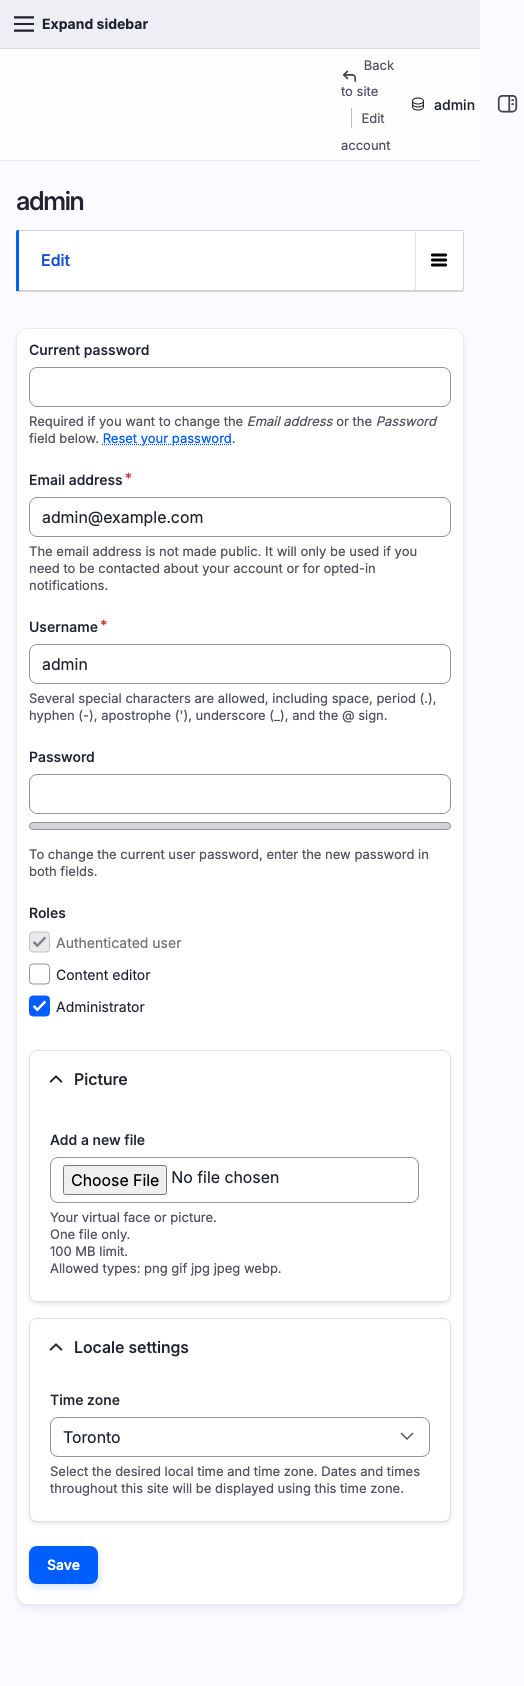 Expand sidebar
Back
to site
Edit
account
admin
admin
Edit
Current password
Required if you want to change the Email address or the Password
field below. Reset your password.
Email address*
admin@example.com
The email address is not made public. It will only be used if you
need to be contacted about your account or for opted-in
notifications.
Username*
admin
Several special characters are allowed, including space, period (.),
hyphen (-), apostrophe ('), underscore (_), and the @ sign.
Password
To change the current user password, enter the new password in
both fields.
Roles
Authenticated user
Content editor
Administrator
Picture
Add a new file
Choose File No file chosen
Your virtual face or picture.
One file only.
100 MB limit.
Allowed types: png gif jpg jpeg webp.
Locale settings
Time zone
Toronto
Select the desired local time and time zone. Dates and times
throughout this site will be displayed using this time zone.
Save